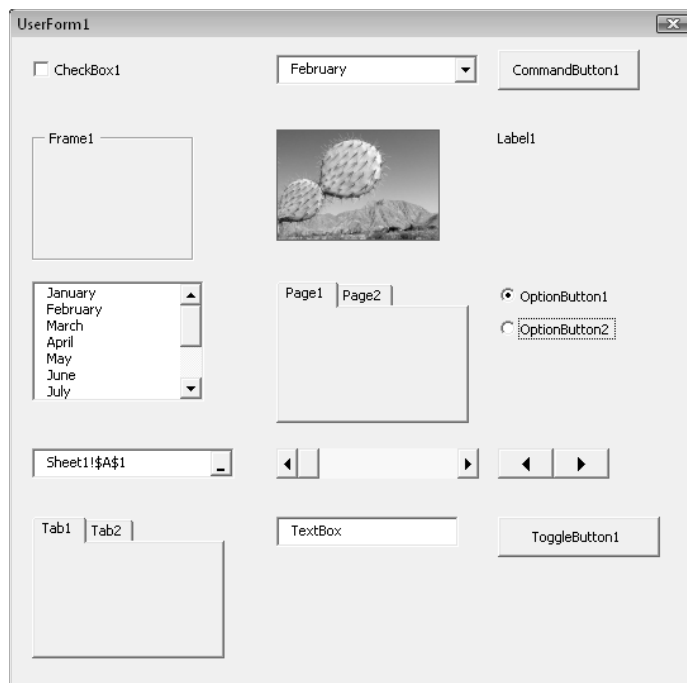 UserForm1
CheckBox1
February
CommandButton1
Frame1
Label1
January
February
March
April
May
June
July
Page1 Page2
OptionButton1
OptionButton2
Sheet1!$A$1
Tab1 Tab2
TextBox
ToggleButton1